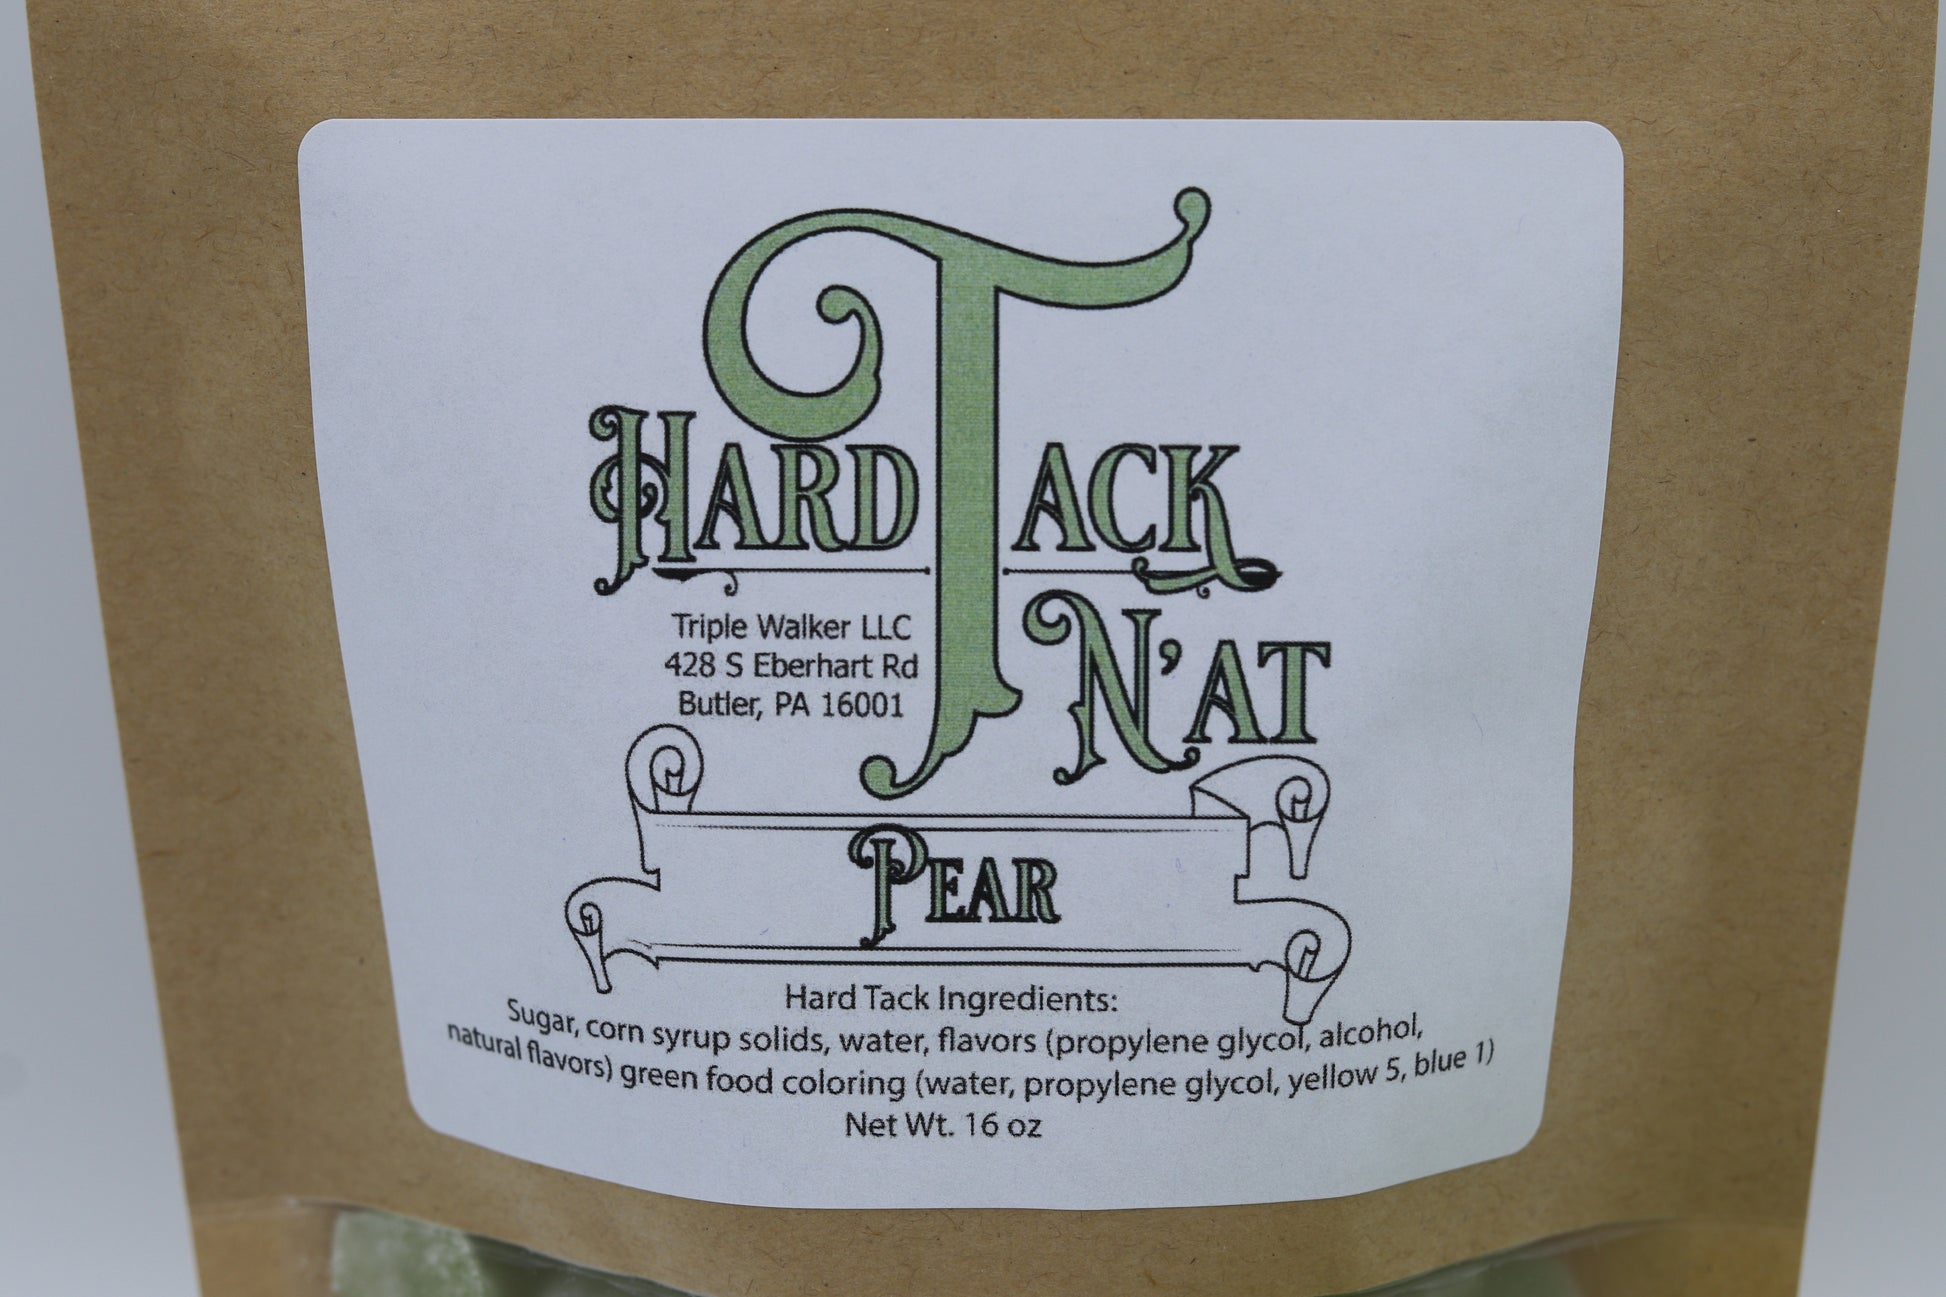 HARD TACK
N'AT
Triple Walker LLC
428 S Eberhart Rd
Butler, PA 16001
PEAR
Hard Tack Ingredients:
Sugar, corn syrup solids, water, flavors (propylene glycol, alcohol,
natural flavors) green food coloring (water, propylene glycol, yellow 5, blue 1)
Net Wt. 16 oz